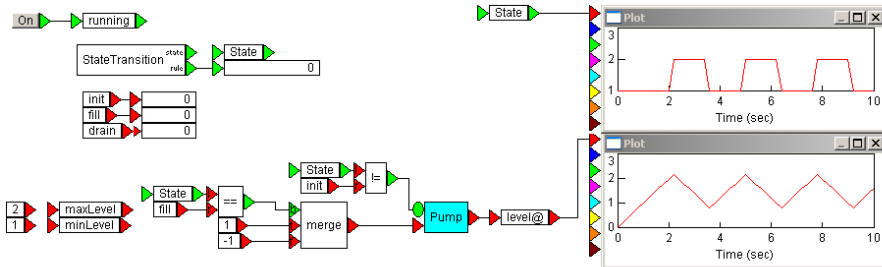 On running
State
StateTransition state rule
State
0
init 0
fill 0
drain 0
2 maxLevel
1 minLevel
State
fill
==
1
-1
merge
State
init
!=
Pump
level@
Plot
3
2
1
0 2 4 6 8 10
Time (sec)
Plot
3
2
1
0
0 2 4 6 8 10
Time (sec)